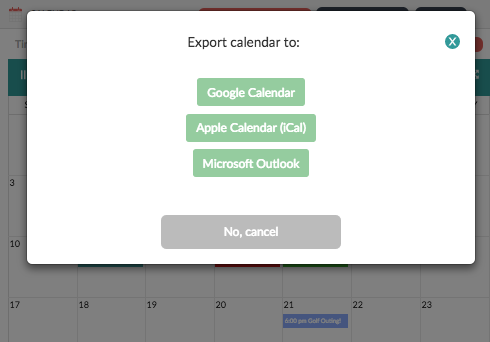 Export calendar to:
X
Google Calendar
Apple Calendar (iCal)
Microsoft Outlook
No, cancel
3
10
17 18 19 20 21 22 23
6:00 pm Golf Outing!